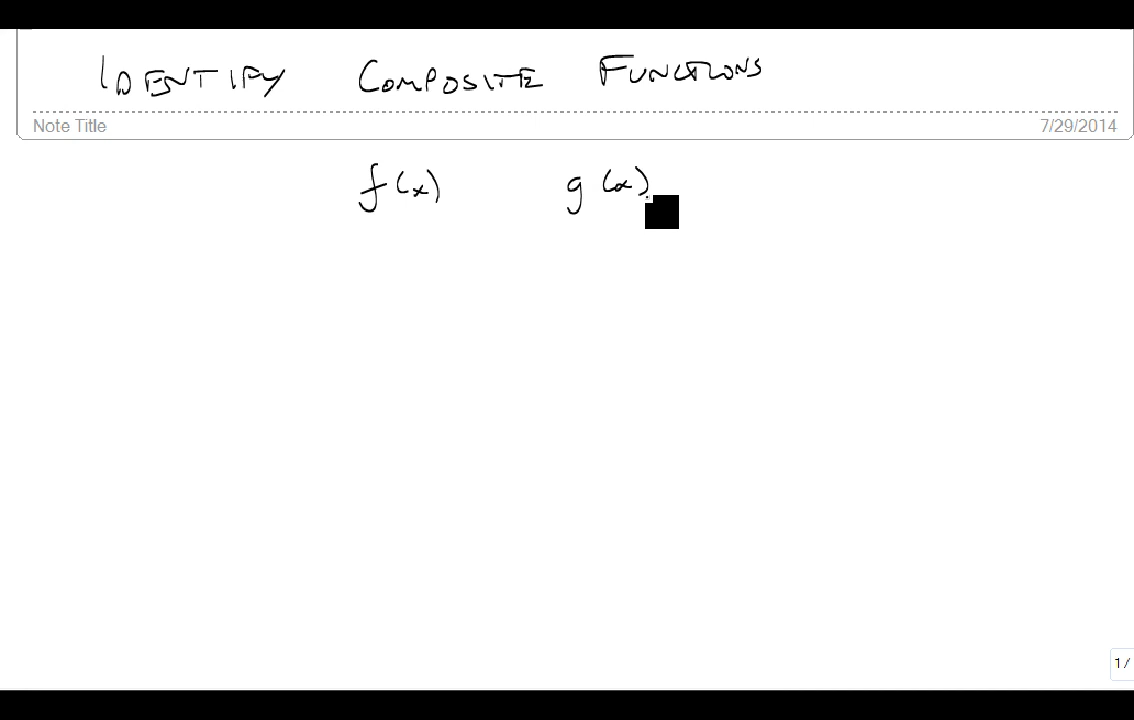 IDENTIFY COMPOSITE FUNCTIONS
Note Title 7/29/2014
f(x) g(x)
1/